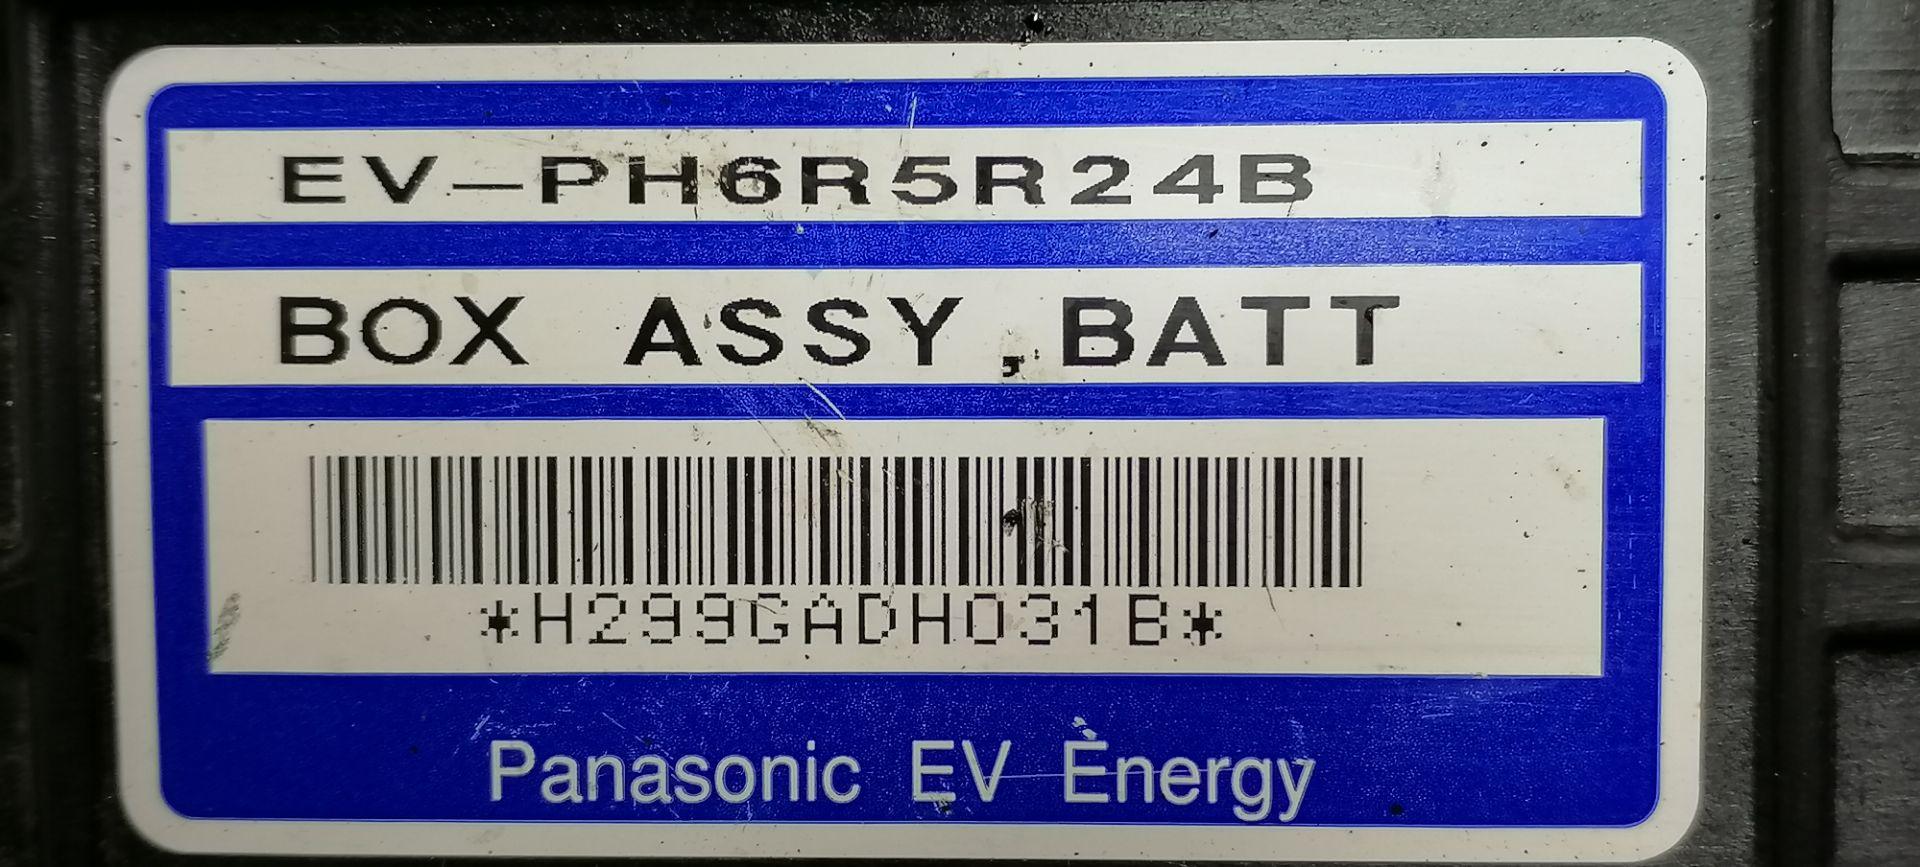 EV-PH6R5R24B
BOX ASSY,BATT
*H299GADH031B*
Panasonic EV Energy